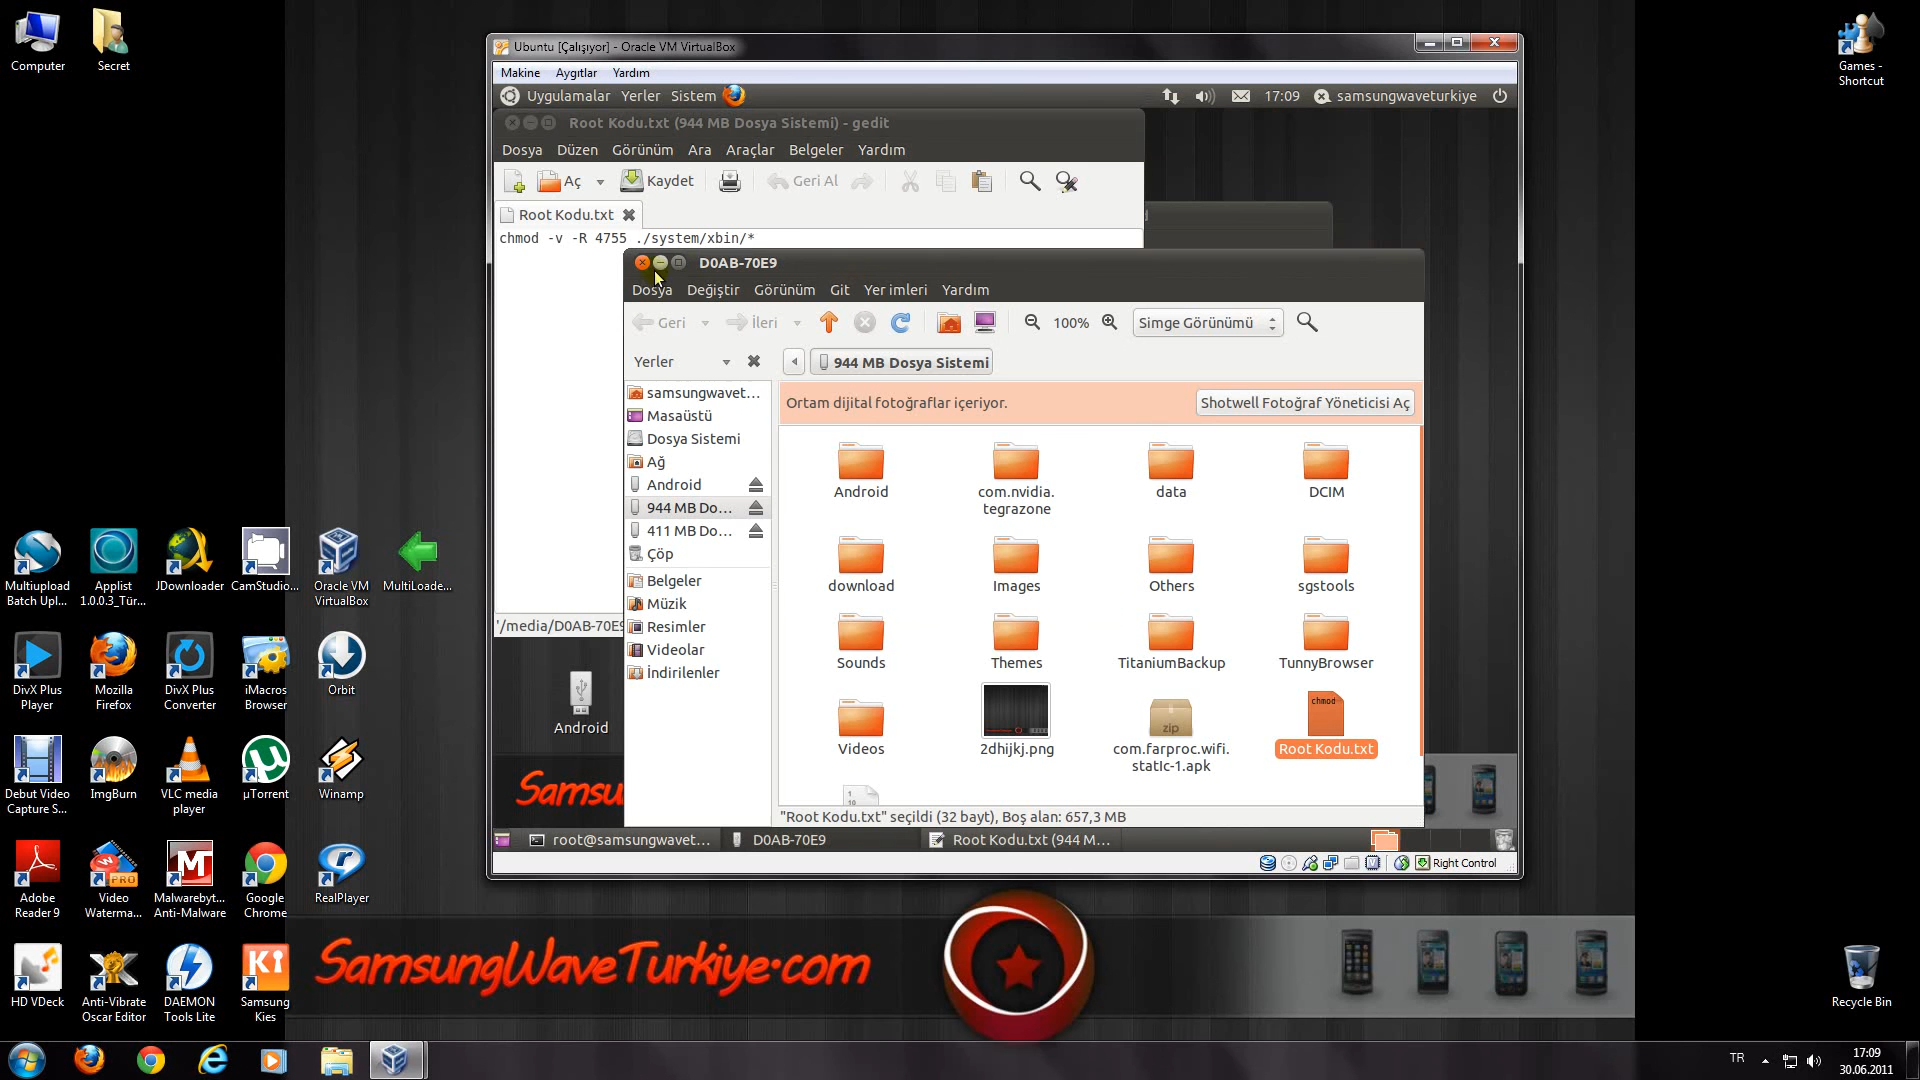 Computer
Secret
Games -
Shortcut
Ubuntu [Çalışıyor] - Oracle VM VirtualBox
Makine Aygıtlar Yardım
Uygulamalar Yerler Sistem
17:09 samsungwaveturkiye
Root Kodu.txt (944 MB Dosya Sistemi) - gedit
Dosya Düzen Görünüm Ara Araçlar Belgeler Yardım
Aç Kaydet Geri Al
Root Kodu.txt
chmod -v -R 4755 ./system/xbin/*
D0AB-70E9
Dosya Değiştir Görünüm Git Yer imleri Yardım
Geri İleri 100% Simge Görünümü
Yerler
944 MB Dosya Sistemi
samsungwavet...
Masaüstü
Dosya Sistemi
Ağ
Android
944 MB Do...
411 MB Do...
Çöp
Belgeler
Müzik
Resimler
Videolar
İndirilenler
Ortam dijital fotoğraflar içeriyor.
Shotwell Fotoğraf Yöneticisi Aç
Android
com.nvidia.
tegrazone
data
DCIM
download
Images
Others
sgstools
Sounds
Themes
TitaniumBackup
TunnyBrowser
Videos
2dhijkj.png
zip
com.farproc.wifi.
static-1.apk
chmod
Root Kodu.txt
1
10
"Root Kodu.txt" seçildi (32 bayt), Boş alan: 657,3 MB
'/media/D0AB-70E9
Android
Samsu
root@samsungwavet...
D0AB-70E9
Root Kodu.txt (944 M...
Right Control
Multiupload
Batch Upl...
Applist
1.0.0.3_Tür...
JDownloader
CamStudio...
Oracle VM
VirtualBox
MultiLoade...
DivX Plus
Player
Mozilla
Firefox
DivX Plus
Converter
iMacros
Browser
Orbit
Debut Video
Capture S...
ImgBurn
VLC media
player
µTorrent
Winamp
Adobe
Reader 9
PRO
Video
Waterma...
Malwarebyt...
Anti-Malware
Google
Chrome
RealPlayer
HD VDeck
Anti-Vibrate
Oscar Editor
DAEMON
Tools Lite
Ki
Samsung
Kies
SamsungWaveTurkiye.com
Recycle Bin
TR
17:09
30.06.2011